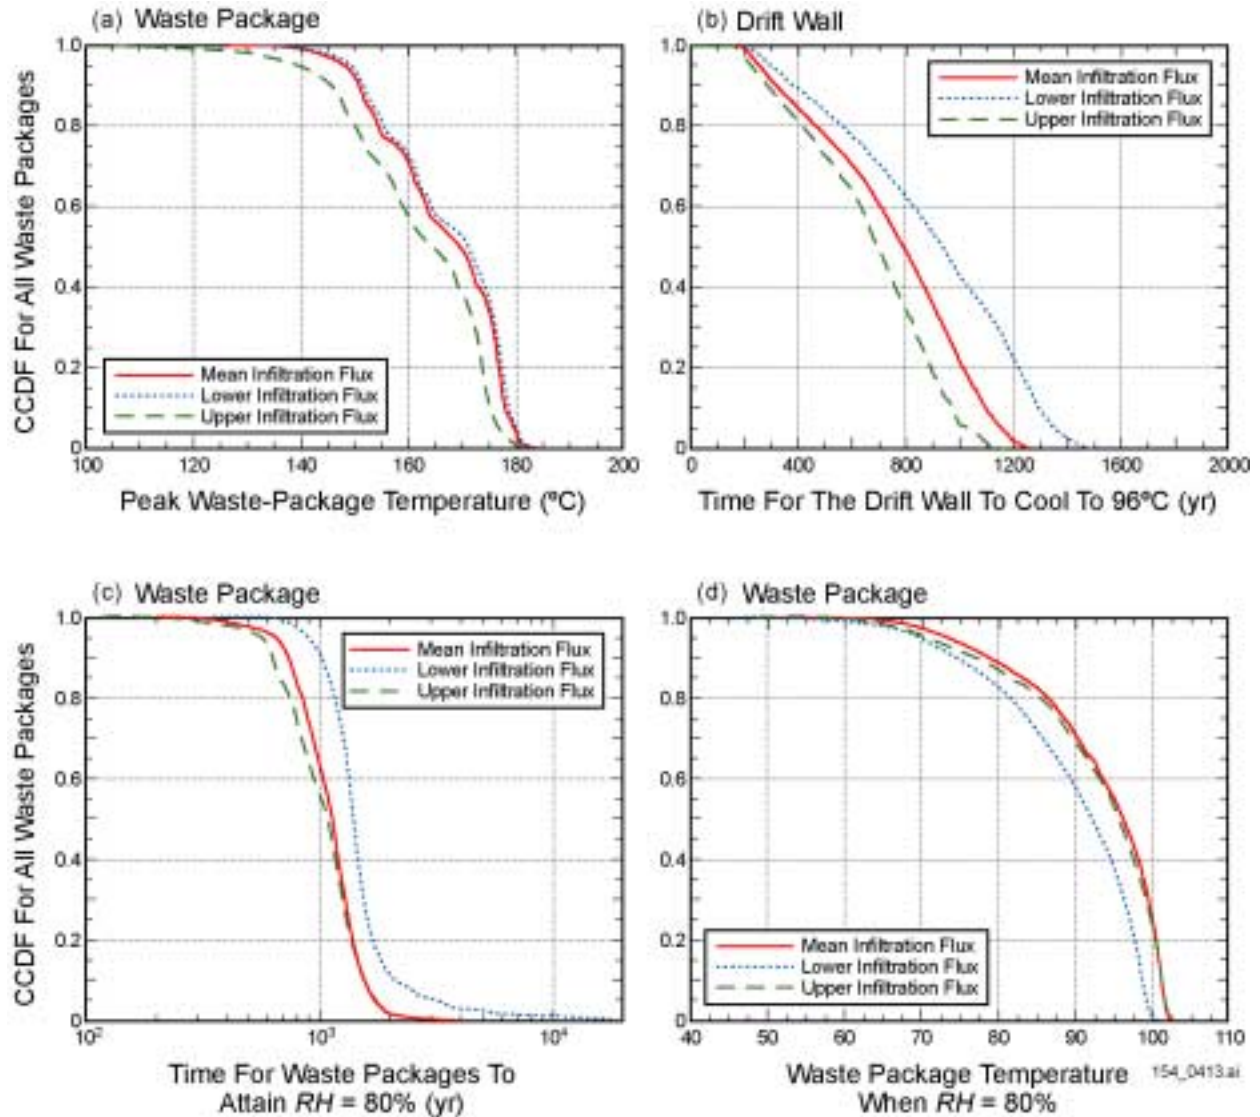 (a) Waste Package
CCDF For All Waste Packages
1.0
0.8
0.6
0.4
0.2
0
Mean Infiltration Flux
Lower Infiltration Flux
Upper Infiltration Flux
100 120 140 160 180 200
Peak Waste-Package Temperature (ºC)
(b) Drift Wall
1.0
0.8
0.6
0.4
0.2
0
Mean Infiltration Flux
Lower Infiltration Flux
Upper Infiltration Flux
0 400 800 1200 1600 2000
Time For The Drift Wall To Cool To 96ºC (yr)
(c) Waste Package
CCDF For All Waste Packages
1.0
0.8
0.6
0.4
0.2
0
Mean Infiltration Flux
Lower Infiltration Flux
Upper Infiltration Flux
10² 10³ 10⁴
Time For Waste Packages To
Attain RH = 80% (yr)
(d) Waste Package
1.0
0.8
0.6
0.4
0.2
0
Mean Infiltration Flux
Lower Infiltration Flux
Upper Infiltration Flux
40 50 60 70 80 90 100 110
Waste Package Temperature
When RH = 80%
154_0413.ai